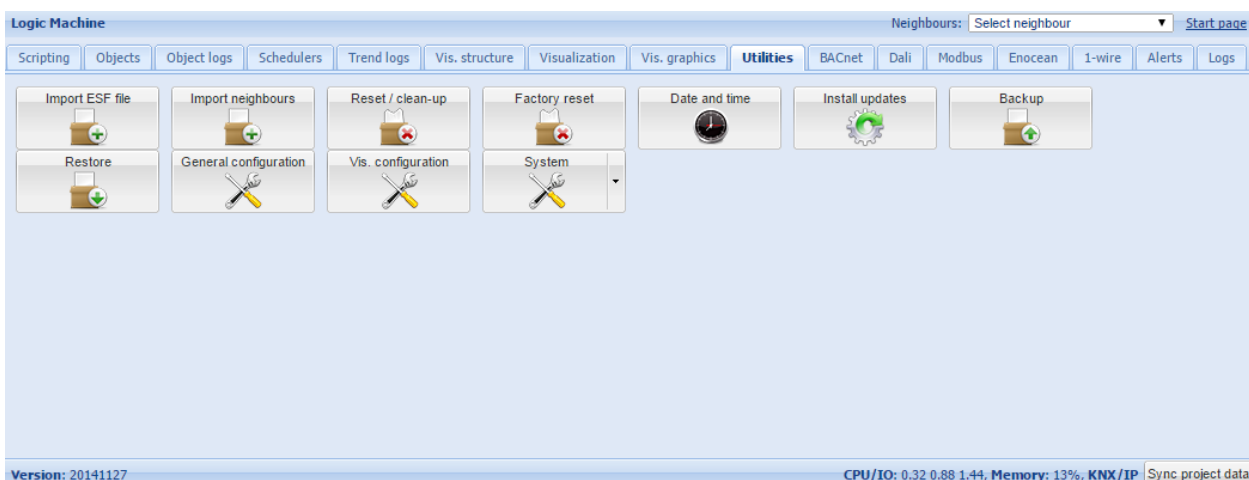 Logic Machine Neighbours: Select neighbour Start page
Scripting Objects Object logs Schedulers Trend logs Vis. structure Visualization Vis. graphics Utilities BACnet Dali Modbus Enocean 1-wire Alerts Logs
Import ESF file Import neighbours Reset / clean-up Factory reset Date and time Install updates Backup
Restore General configuration Vis. configuration System
Version: 20141127 CPU/IO: 0.32 0.88 1.44, Memory: 13%, KNX/IP Sync project data